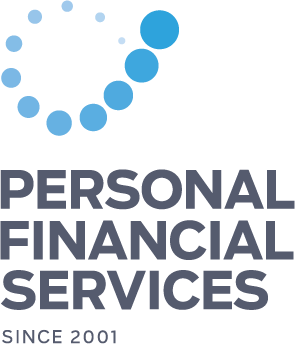 PERSONAL
FINANCIAL
SERVICES
SINCE 2001